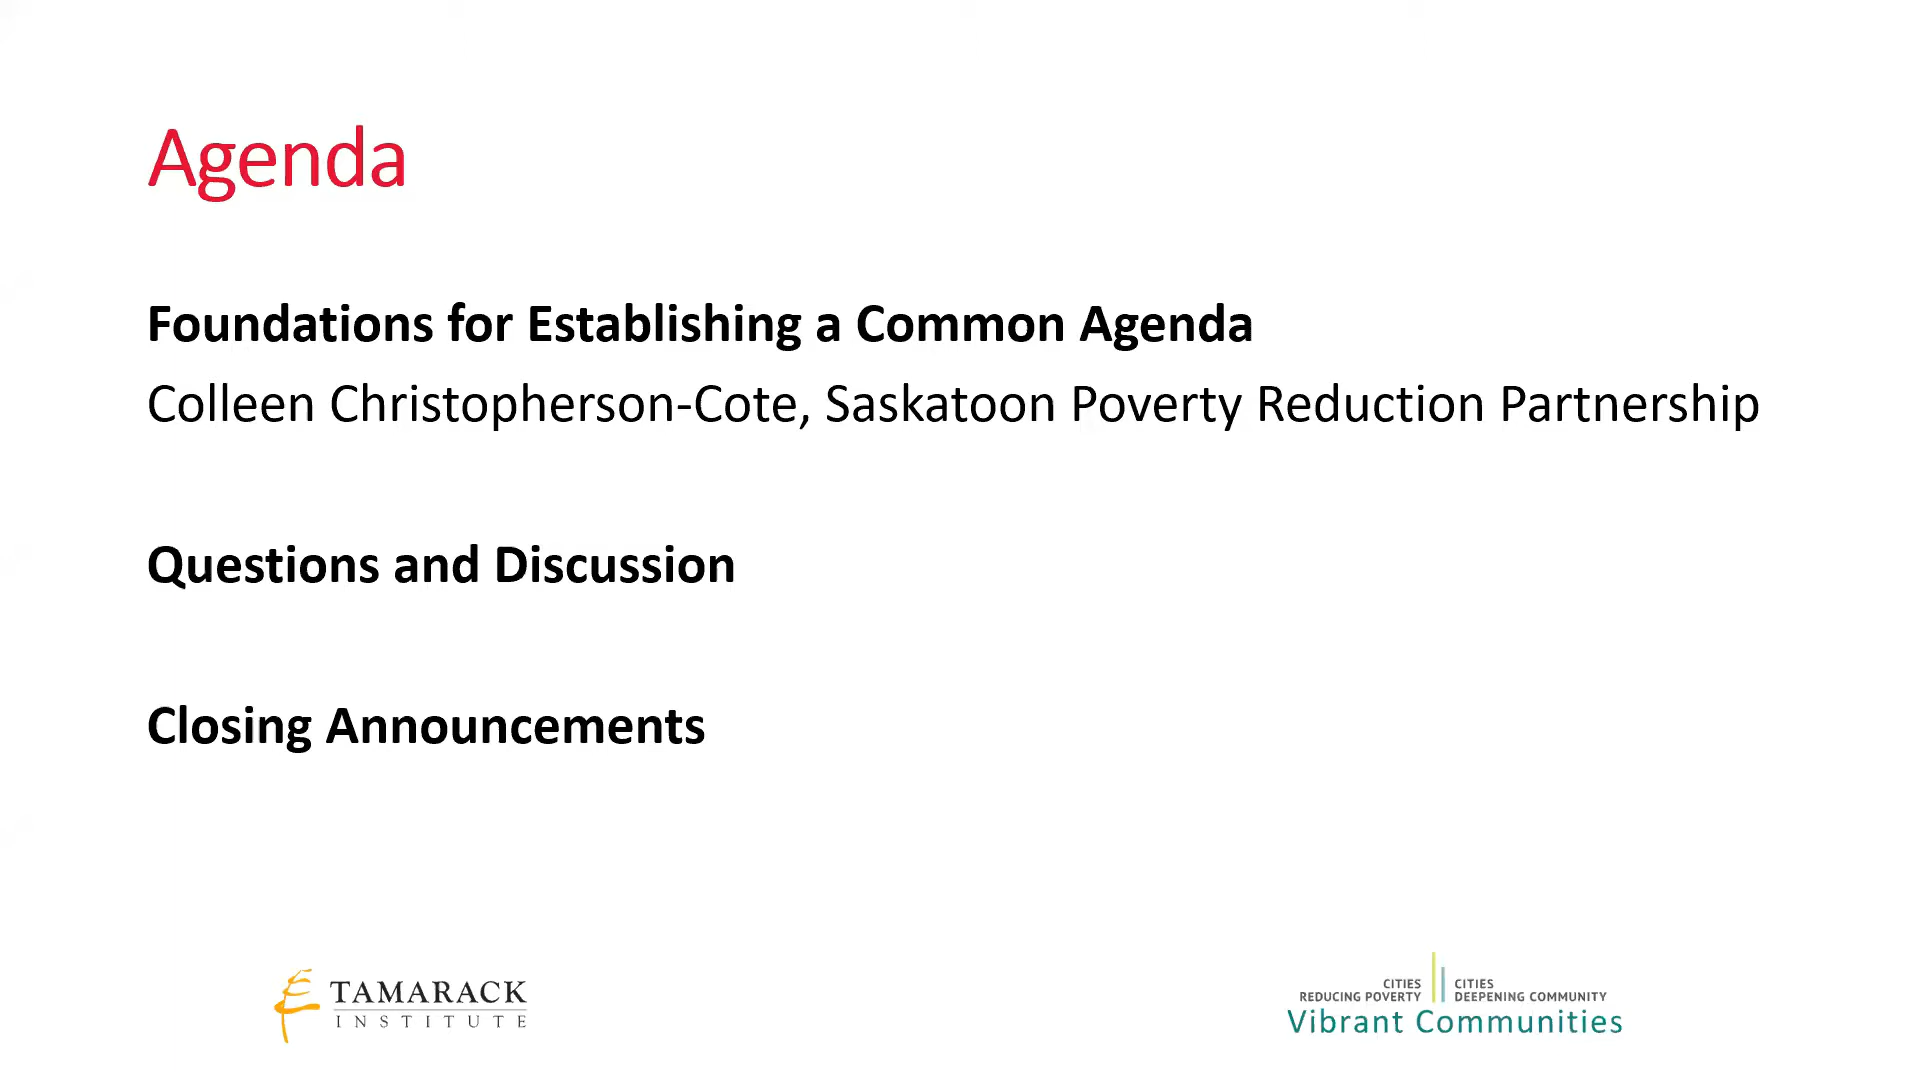 Agenda
Foundations for Establishing a Common Agenda
Colleen Christopherson-Cote, Saskatoon Poverty Reduction Partnership
Questions and Discussion
Closing Announcements
TAMARACK
INSTITUTE
CITIES
REDUCING POVERTY
CITIES
DEEPENING COMMUNITY
Vibrant Communities